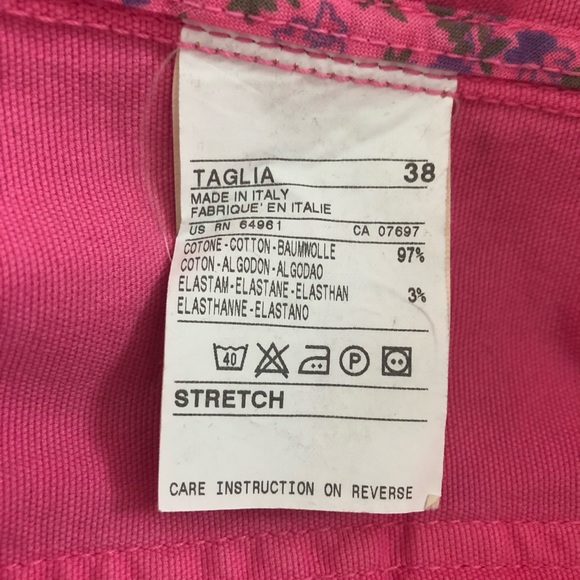 TAGLIA 38
MADE IN ITALY
FABRIQUE' EN ITALIE
US RN 64961 CA 07697
COTONE-COTTON-BAUMWOLLE 97%
COTON-ALGODON-ALGODAO
ELASTAM-ELASTANE-ELASTHAN 3%
ELASTHANNE-ELASTANO
40 P
STRETCH
CARE INSTRUCTION ON REVERSE